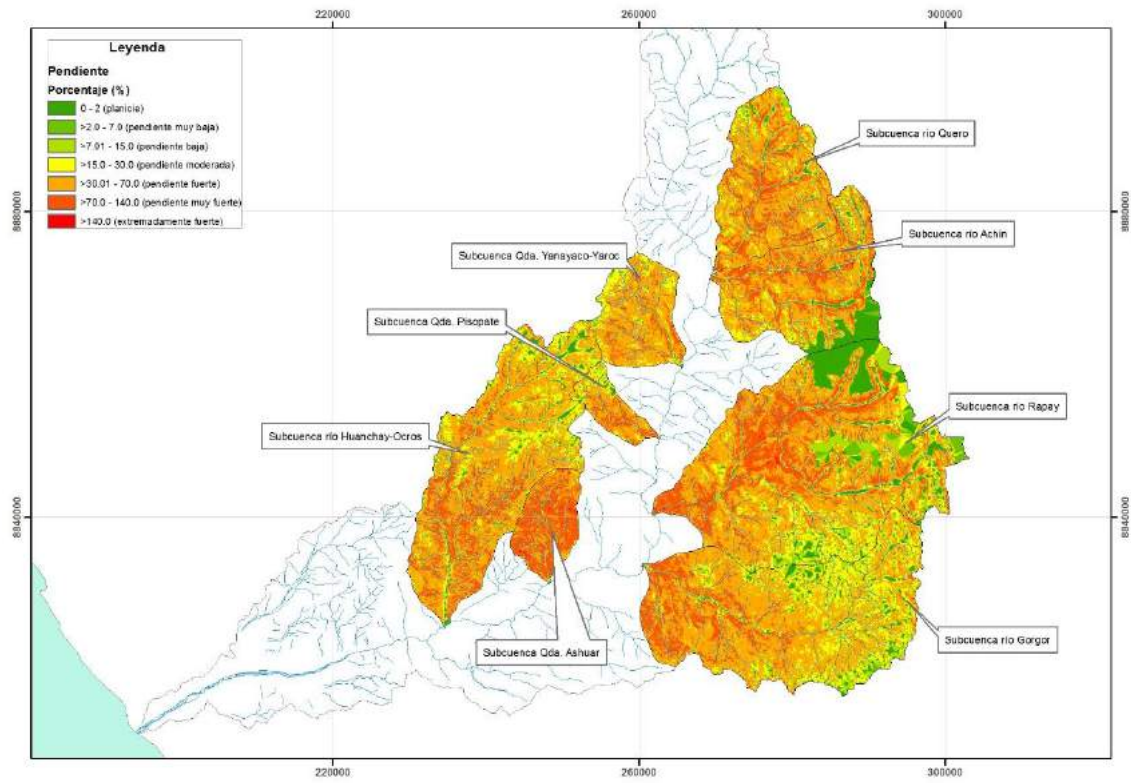 220000
260000
300000
Leyenda
Pendiente
Porcentaje (%)
0 - 2 (planicie)
>2.0 - 7.0 (pendiente muy baja)
>7.01 - 15.0 (pendiente baja)
>15.0 - 30.0 (pendiente moderada)
>30.01 - 70.0 (pendiente fuerte)
>70.0 - 140.0 (pendiente muy fuerte)
>140.0 (extremadamente fuerte)
Subcuenca río Quero
8880000
8880000
Subcuenca río Achin
Subcuenca Qda. Yanayaco-Yaroc
Subcuenca Qda. Pisopate
Subcuenca río Rapay
Subcuenca río Huanchay-Ocros
8840000
8840000
Subcuenca río Gorgor
Subcuenca Qda. Ashuar
220000
260000
300000